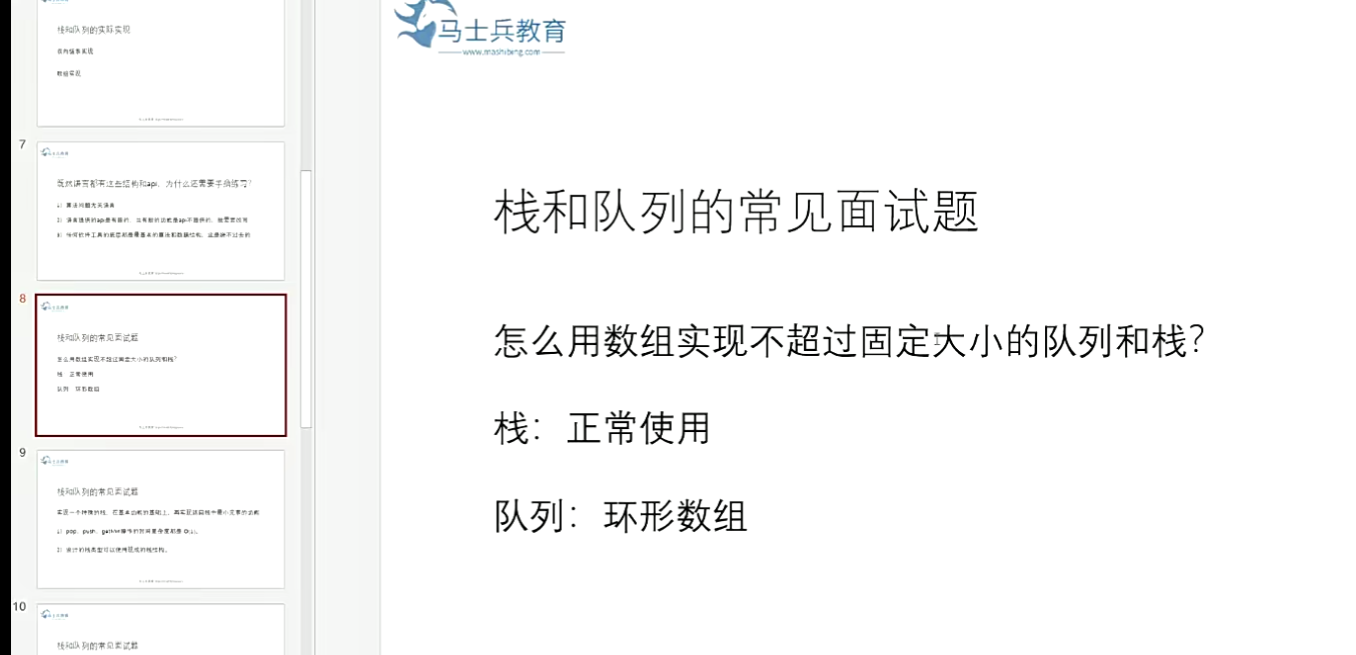 栈和队列的实际实现
双向链表实现
数组实现
7
既然语言都有这些结构和api，为什么还需要手撸练习？
1）算法问题无关语言
2）语言提供的api是有限的，当有新的功能是api不提供的，就需要改写
3）任何软件工具的底层都是最基本的算法和数据结构，这是绕不过去的
8
栈和队列的常见面试题
怎么用数组实现不超过固定大小的队列和栈？
栈：正常使用
队列：环形数组
9
栈和队列的常见面试题
实现一个特殊的栈，在基本功能的基础上，再实现返回栈中最小元素的功能
1）pop、push、getMin操作的时间复杂度都是 O(1)。
2）设计的栈类型可以使用现成的栈结构。
10
栈和队列的常见面试题
马士兵教育
www.mashibing.com
栈和队列的常见面试题
怎么用数组实现不超过固定大小的队列和栈？
栈：正常使用
队列：环形数组